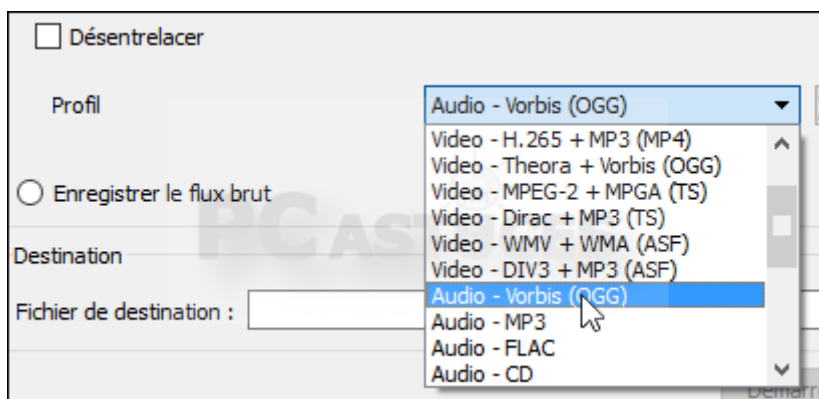 Désentrelacer
Profil
Audio - Vorbis (OGG)
Video - H.265 + MP3 (MP4)
Video - Theora + Vorbis (OGG)
Video - MPEG-2 + MPGA (TS)
Video - Dirac + MP3 (TS)
Video - WMV + WMA (ASF)
Video - DIV3 + MP3 (ASF)
Audio - Vorbis (OGG)
Audio - MP3
Audio - FLAC
Audio - CD
Enregistrer le flux brut
Destination
Fichier de destination :